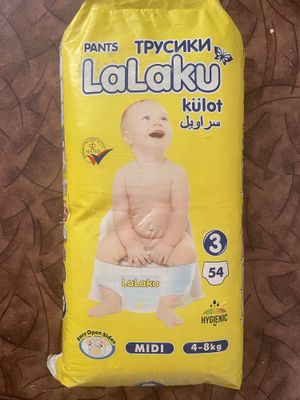 PANTS ТРУСИКИ
LaLaKu
külot
سراويل
3
54
LaLaKu
HYGIENIC
Easy Open Sides
MIDI 4-8kg